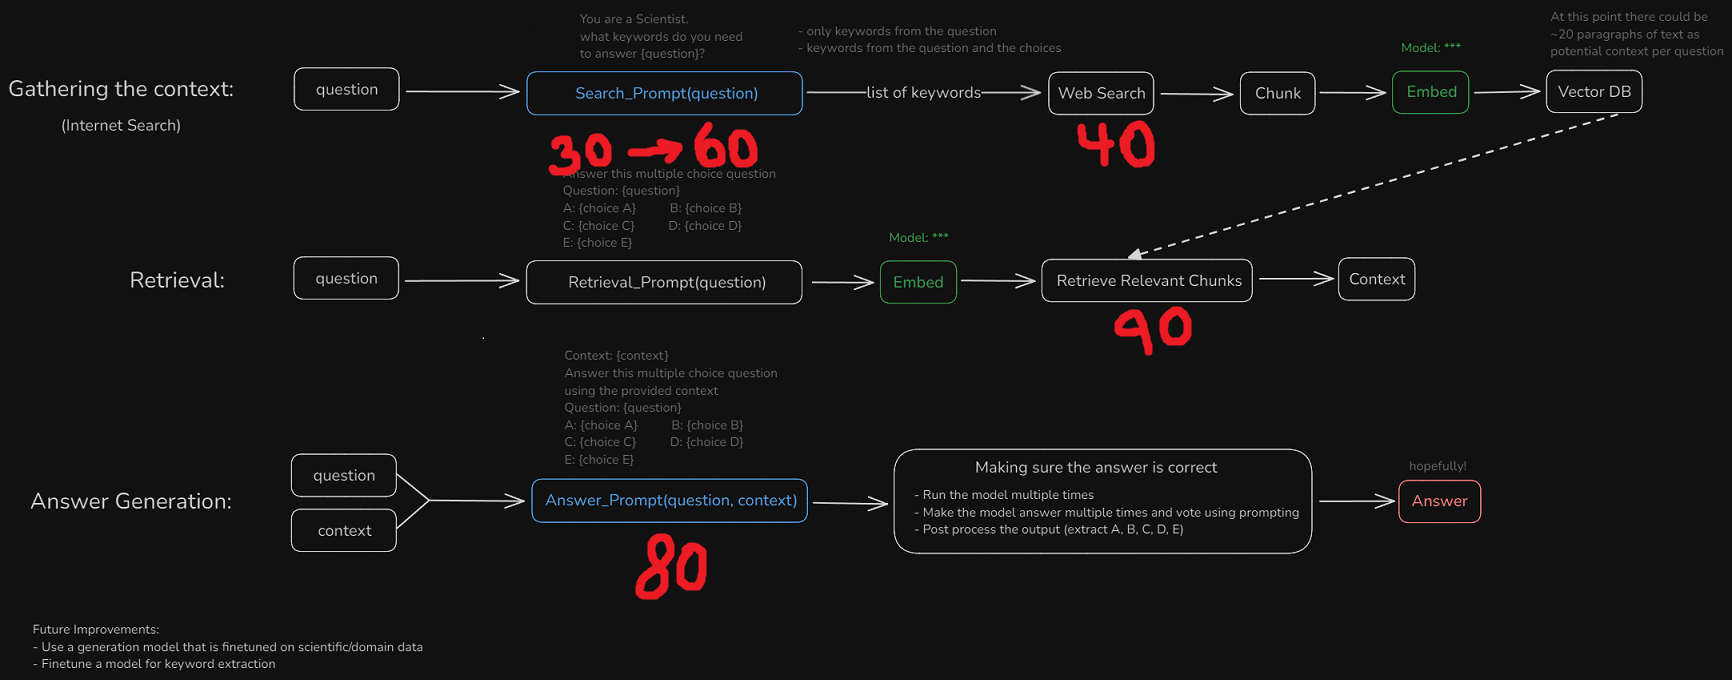 You are a Scientist.
what keywords do you need
to answer {question}?
- only keywords from the question
- keywords from the question and the choices
Model: ***
At this point there could be
~20 paragraphs of text as
potential context per question
Gathering the context:
(Internet Search)
question
Search_Prompt(question)
list of keywords
Web Search
Chunk
Embed
Vector DB
30 → 60
40
Answer this multiple choice question
Question: {question}
A: {choice A} B: {choice B}
C: {choice C} D: {choice D}
E: {choice E}
Model: ***
Retrieval:
question
Retrieval_Prompt(question)
Embed
Retrieve Relevant Chunks
Context
90
Context: {context}
Answer this multiple choice question
using the provided context
Question: {question}
A: {choice A} B: {choice B}
C: {choice C} D: {choice D}
E: {choice E}
Answer Generation:
question
context
Answer_Prompt(question, context)
80
Making sure the answer is correct
- Run the model multiple times
- Make the model answer multiple times and vote using prompting
- Post process the output (extract A, B, C, D, E)
hopefully!
Answer
Future Improvements:
- Use a generation model that is finetuned on scientific/domain data
- Finetune a model for keyword extraction